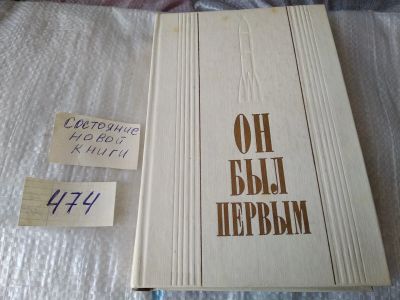 ОН
БЫЛ
ПЕРВЫМ
СОСТОЯНИЕ
НОВОЙ
КНИГИ
474